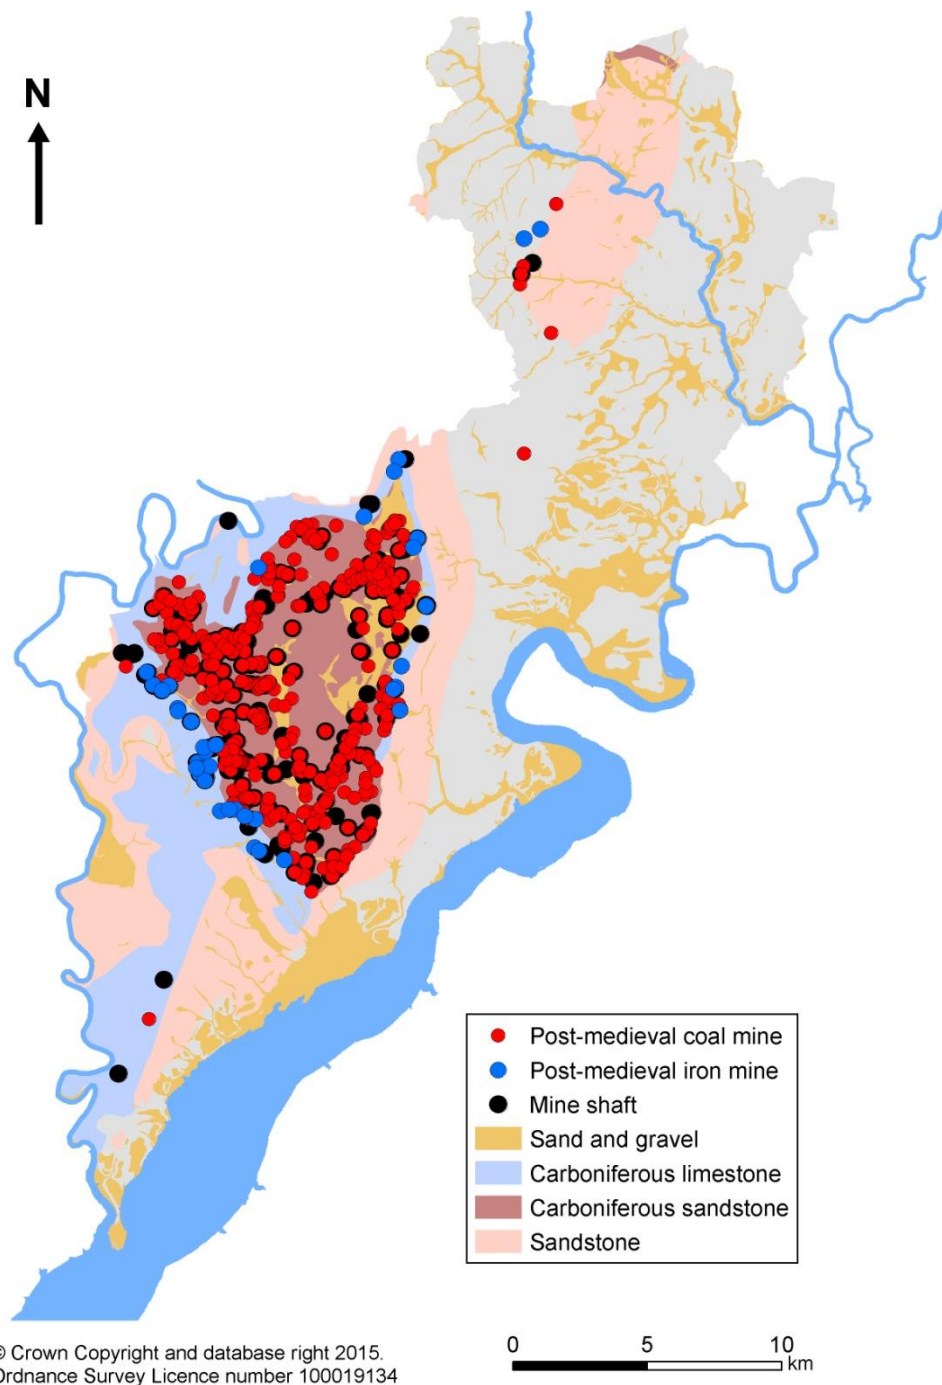 N
Post-medieval coal mine
Post-medieval iron mine
Mine shaft
Sand and gravel
Carboniferous limestone
Carboniferous sandstone
Sandstone
© Crown Copyright and database right 2015.
Ordnance Survey Licence number 100019134
0 5 10
km